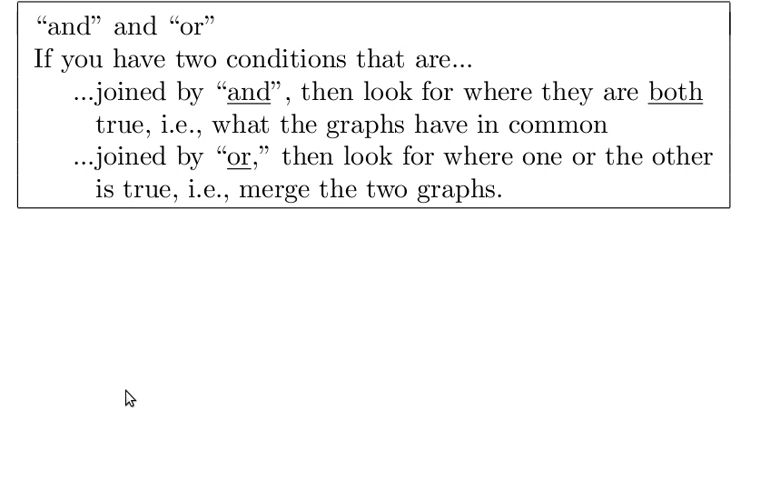 “and” and “or”
If you have two conditions that are...
...joined by “and”, then look for where they are both
true, i.e., what the graphs have in common
...joined by “or,” then look for where one or the other
is true, i.e., merge the two graphs.